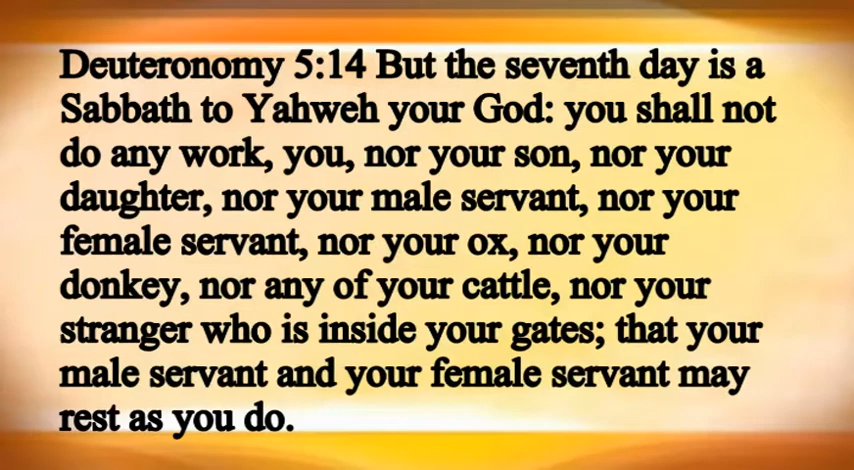 Deuteronomy 5:14 But the seventh day is a
Sabbath to Yahweh your God: you shall not
do any work, you, nor your son, nor your
daughter, nor your male servant, nor your
female servant, nor your ox, nor your
donkey, nor any of your cattle, nor your
stranger who is inside your gates; that your
male servant and your female servant may
rest as you do.